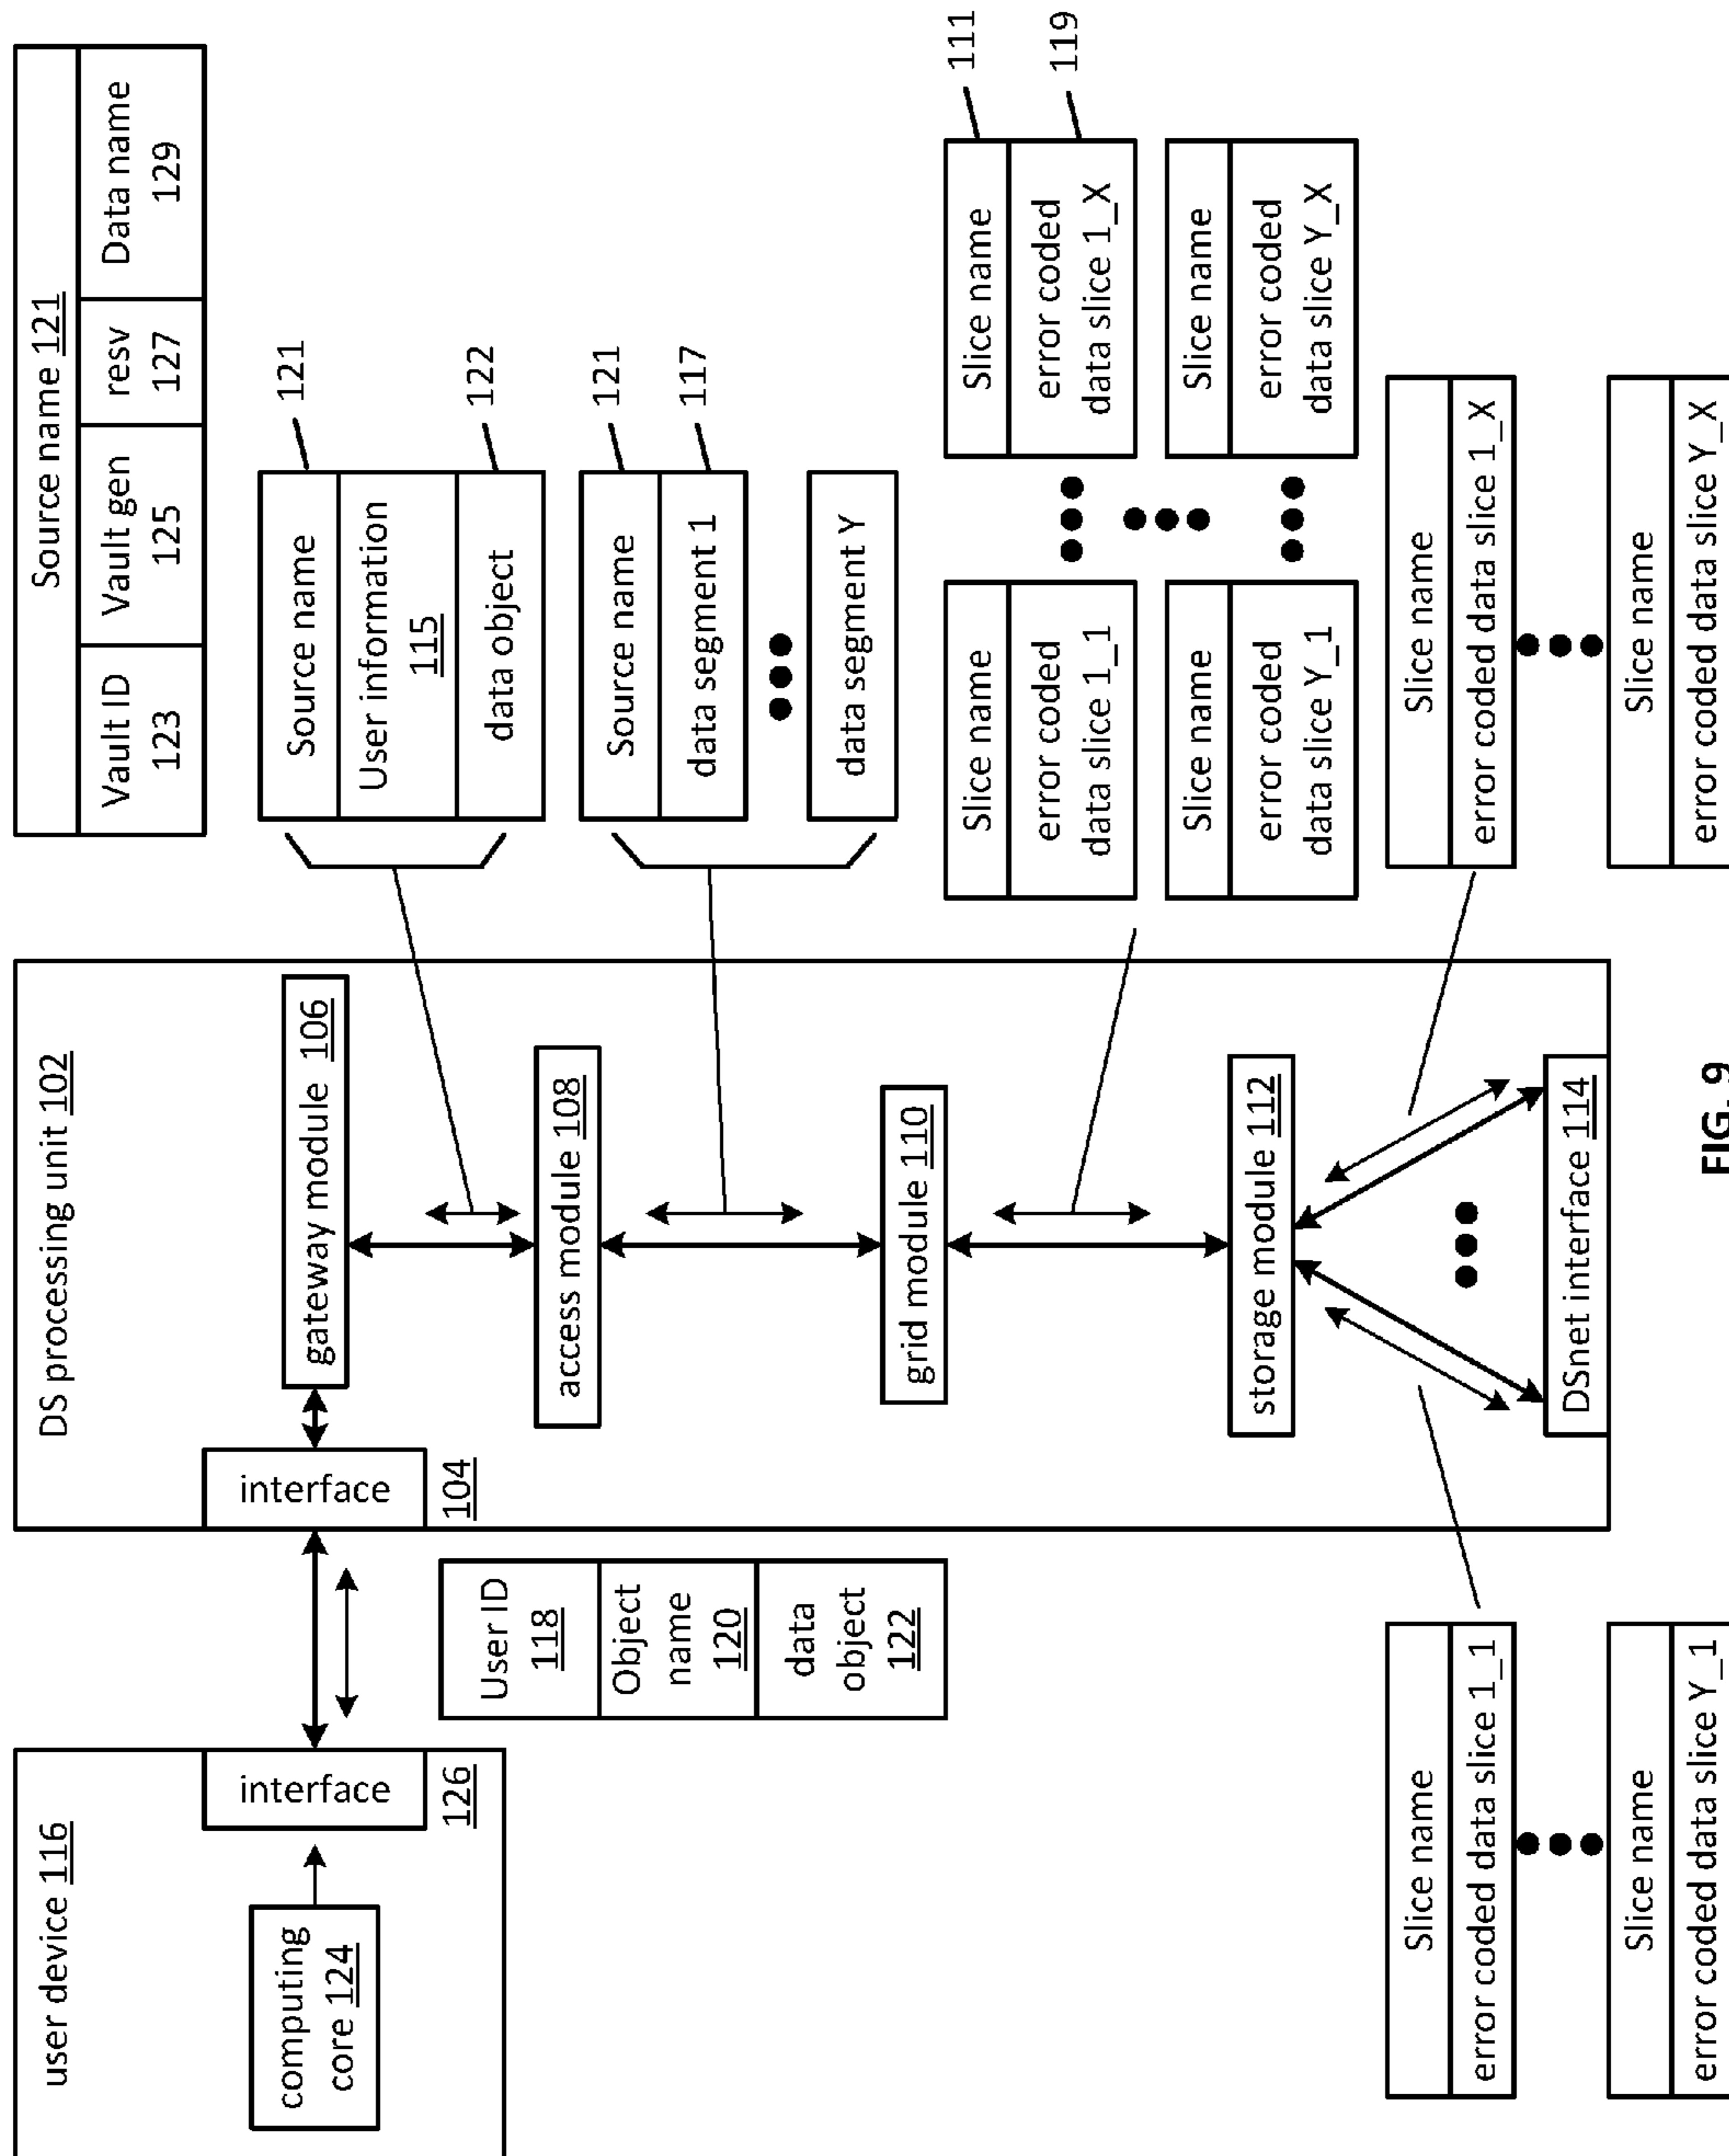 user device 116
computing
core 124
interface
126
User ID
118
Object
name
120
data
object
122
DS processing unit 102
interface
104
gateway module 106
access module 108
grid module 110
storage module 112
DSnet interface 114
Source name 121
Vault ID
123
Vault gen
125
resv
127
Data name
129
Source name
User information
115
data object
121
122
Source name
data segment 1
data segment Y
121
117
Slice name
error coded
data slice 1_1
Slice name
error coded
data slice 1_X
111
119
Slice name
error coded
data slice Y_1
Slice name
error coded
data slice Y_X
Slice name
error coded data slice 1_1
Slice name
error coded data slice Y_1
Slice name
error coded data slice 1_X
Slice name
error coded data slice Y_X
FIG. 9